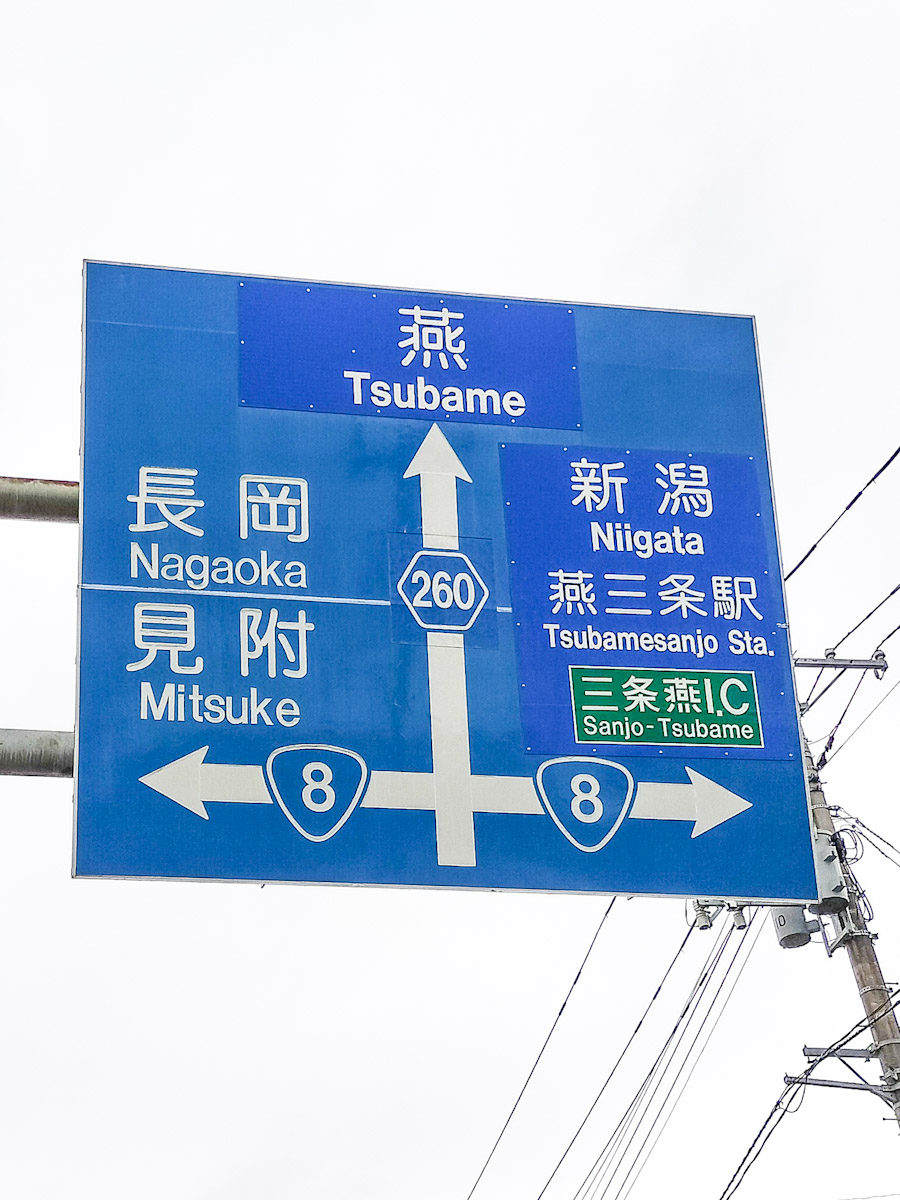 燕
Tsubame
長岡
Nagaoka
見附
Mitsuke
260
新潟
Niigata
燕三条駅
Tsubamesanjo Sta.
三条燕I.C
Sanjo-Tsubame
8
8